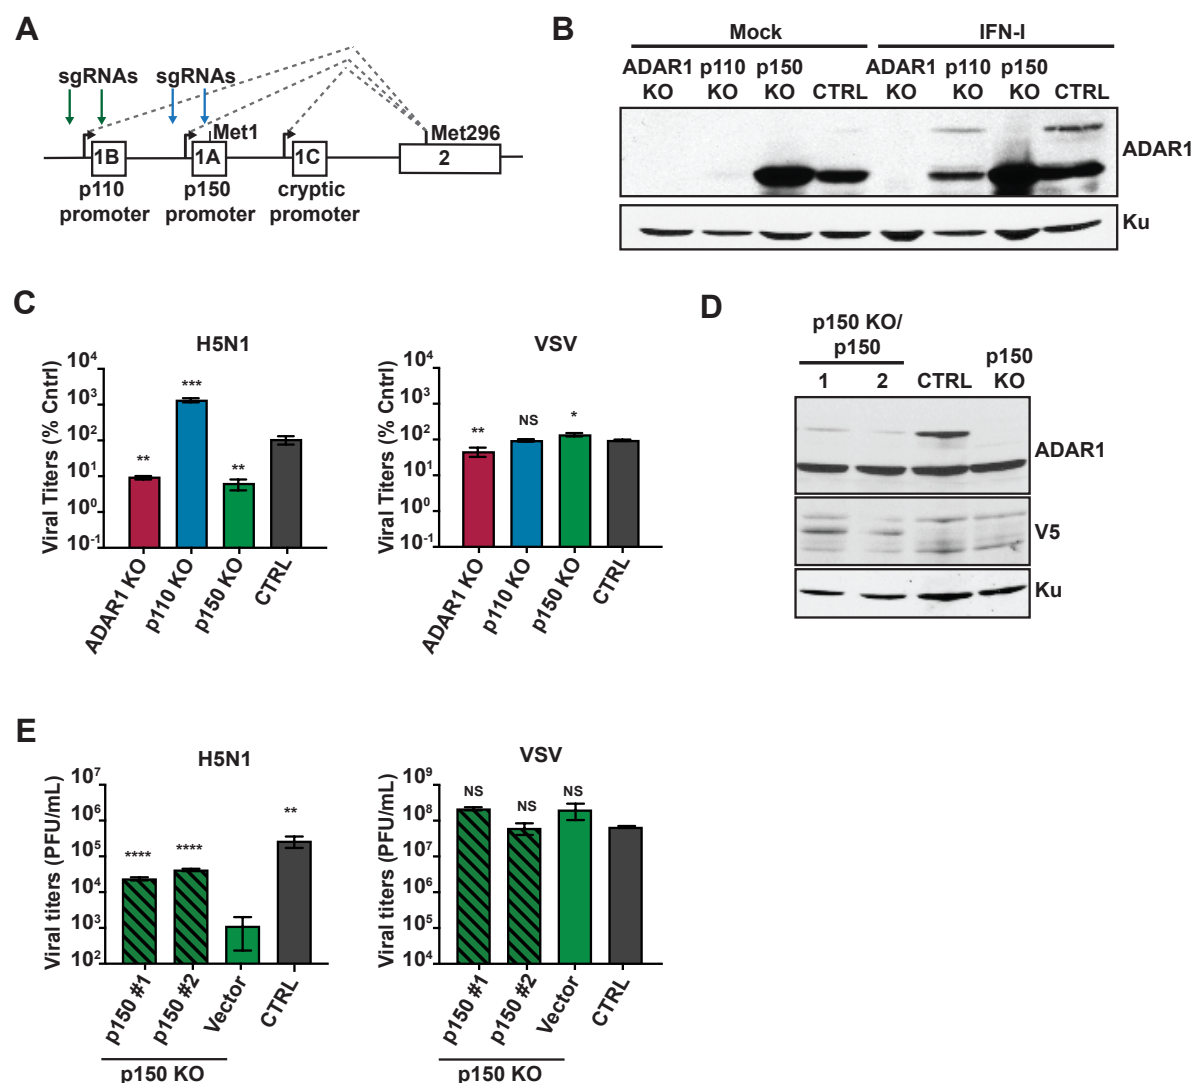 A
sgRNAs sgRNAs
Met1
Met296
1B 1A 1C 2
p110 p150 cryptic
promoter promoter promoter
B
Mock IFN-I
ADAR1 p110 p150 ADAR1 p110 p150
KO KO KO CTRL KO KO KO CTRL
ADAR1
Ku
C
H5N1
Viral Titers (% Cntrl)
10^4
10^3
10^2
10^1
10^0
10^-1
** *** **
ADAR1 KO
p110 KO
p150 KO
CTRL
VSV
Viral Titers (% Cntrl)
10^4
10^3
10^2
10^1
10^0
10^-1
** NS *
ADAR1 KO
p110 KO
p150 KO
CTRL
D
p150 KO/
p150 p150
1 2 CTRL KO
ADAR1
V5
Ku
E
H5N1
Viral titers (PFU/mL)
10^7
10^6
10^5
10^4
10^3
10^2
**** **** **
p150 #1
p150 #2
Vector
CTRL
p150 KO
VSV
Viral titers (PFU/mL)
10^9
10^8
10^7
10^6
10^5
10^4
NS NS NS
p150 #1
p150 #2
Vector
CTRL
p150 KO